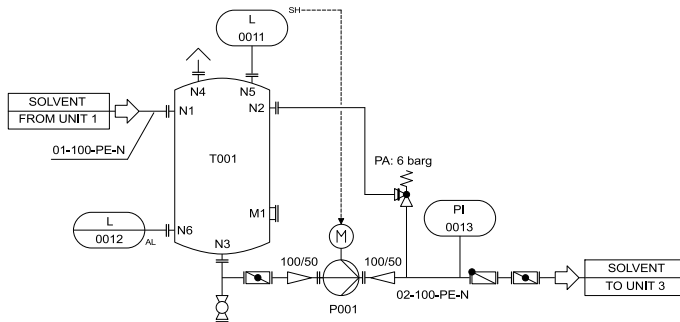 L
0011
SH
N4
N5
SOLVENT
FROM UNIT 1
N1
N2
01-100-PE-N
T001
PA: 6 barg
M1
L
0012
AL
N6
N3
PI
0013
M
100/50
100/50
02-100-PE-N
P001
SOLVENT
TO UNIT 3